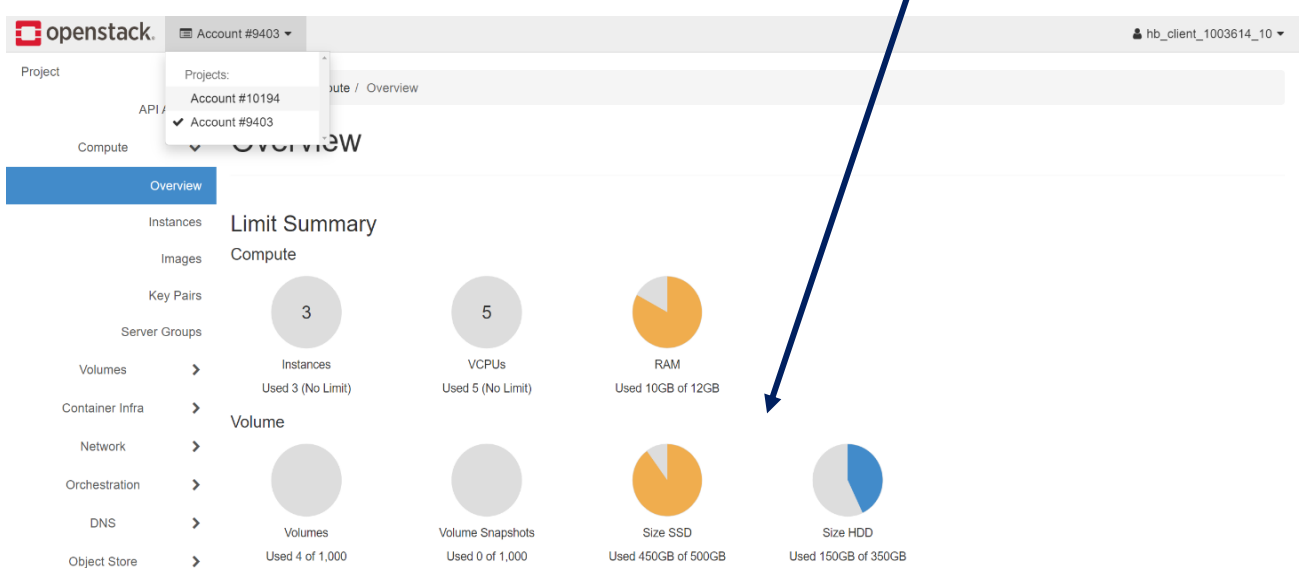 openstack. Account #9403 hb_client_1003614_10
Project
Projects:
Account #10194
Account #9403
/ Overview
API
Compute
Overview
Overview
Instances
Images
Key Pairs
Server Groups
Volumes
Container Infra
Network
Orchestration
DNS
Object Store
Limit Summary
Compute
3 5
Instances VCPUs RAM
Used 3 (No Limit) Used 5 (No Limit) Used 10GB of 12GB
Volume
Volumes Volume Snapshots Size SSD Size HDD
Used 4 of 1,000 Used 0 of 1,000 Used 450GB of 500GB Used 150GB of 350GB